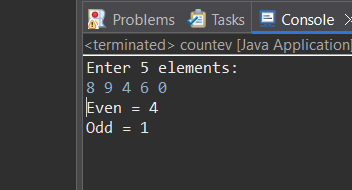 Problems Tasks Console
<terminated> countev [Java Application]
Enter 5 elements:
8 9 4 6 0
Even = 4
Odd = 1